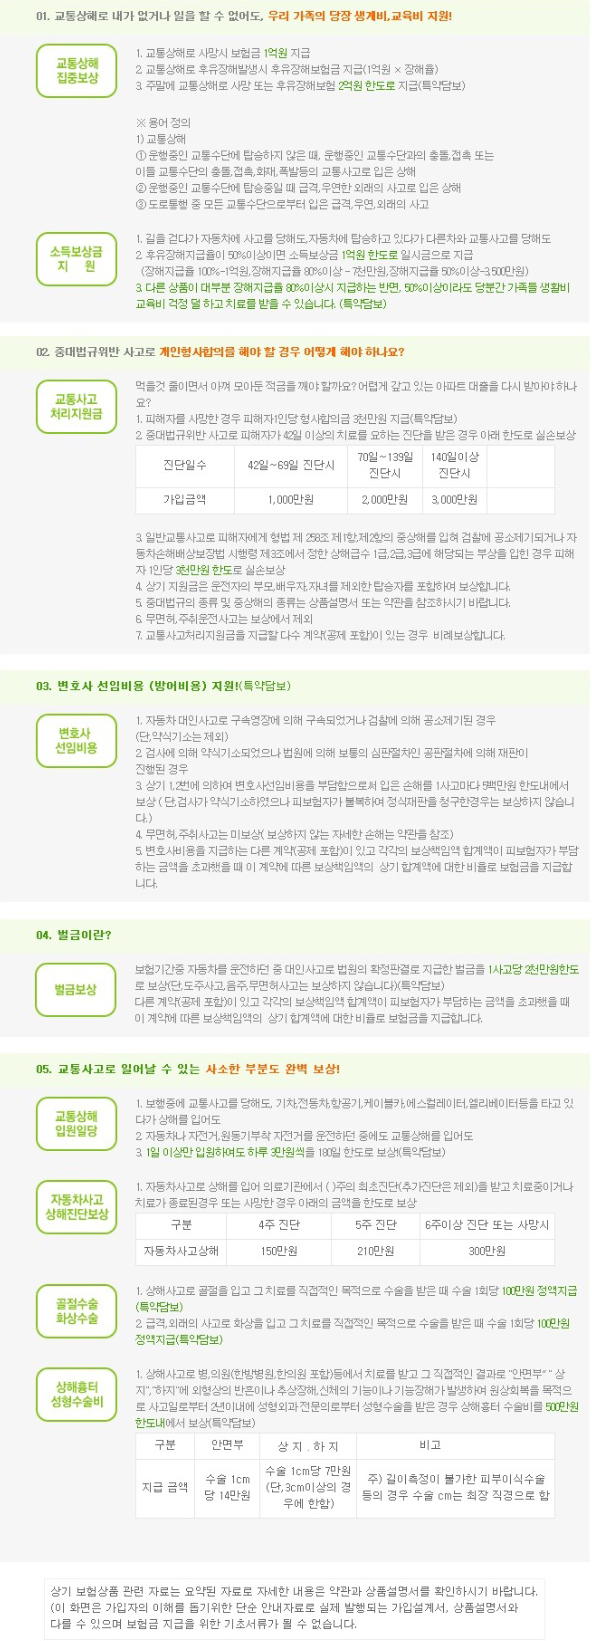 01. 교통상해로 내가 없거나 일을 할 수 없어도, 우리 가족의 당장 생계비,교육비 지원!
교통상해
집중보상
1. 교통상해로 사망시 보험금 1억원 지급
2. 교통상해로 후유장해발생시 후유장해보험금 지급(1억원 × 장해율)
3. 주말에 교통상해로 사망 또는 후유장해보험 2억원 한도로 지급(특약담보)
※ 용어 정의
1) 교통상해
① 운행중인 교통수단에 탑승하지 않은 때, 운행중인 교통수단과의 충돌,접촉 또는
이들 교통수단의 충돌,접촉,화재,폭발등의 교통사고로 입은 상해
② 운행중인 교통수단에 탑승중일 때 급격,우연한 외래의 사고로 입은 상해
③ 도로통행 중 모든 교통수단으로부터 입은 급격,우연,외래의 사고
소득보상금
지 원
1. 길을 걷다가 자동차에 사고를 당해도,자동차에 탑승하고 있다가 다른차와 교통사고를 당해도
2. 후유장해지급율이 50%이상이면 소득보상금 1억원 한도로 일시금으로 지급
(장해지급율 100%-1억원,장해지급율 80%이상 - 7천만원,장해지급율 50%이상-3,500만원)
3. 다른 상품이 대부분 장해지급율 80%이상시 지급하는 반면, 50%이상이라도 당분간 가족들 생활비
교육비 걱정 덜 하고 치료를 받을 수 있습니다. (특약담보)
02. 중대법규위반 사고로 개인형사합의를 해야 할 경우 어떻게 해야 하나요?
교통사고
처리지원금
먹을것 줄이면서 아껴 모아둔 적금을 깨야 할까요? 어렵게 갚고 있는 아파트 대출을 다시 받아야 하나
요?
1. 피해자를 사망한 경우 피해자1인당 형사합의금 3천만원 지급(특약담보)
2. 중대법규위반 사고로 피해자가 42일 이상의 치료를 요하는 진단을 받은 경우 아래 한도로 실손보상
진단일수 42일~69일 진단시 70일~139일 진단시 140일이상 진단시
가입금액 1,000만원 2,000만원 3,000만원
3. 일반교통사고로 피해자에게 형법 제 258조 제1항,제2항의 중상해를 입혀 검찰에 공소제기되거나 자
동차손해배상보장법 시행령 제3조에서 정한 상해급수 1급,2급,3급에 해당되는 부상을 입힌 경우 피해
자 1인당 3천만원 한도로 실손보상
4. 상기 지원금은 운전자의 부모,배우자,자녀를 제외한 탑승자를 포함하여 보상합니다.
5. 중대법규의 종류 및 중상해의 종류는 상품설명서 또는 약관을 참조하시기 바랍니다.
6. 무면허,주취운전사고는 보상에서 제외
7. 교통사고처리지원금을 지급할 다수 계약(공제 포함)이 있는 경우 비례보상합니다.
03. 변호사 선임비용 (방어비용) 지원!(특약담보)
변호사
선임비용
1. 자동차 대인사고로 구속영장에 의해 구속되었거나 검찰에 의해 공소제기된 경우
(단,약식기소는 제외)
2. 검사에 의해 약식기소되었으나 법원에 의해 보통의 심판절차인 공판절차에 의해 재판이
진행된 경우
3. 상기 1,2번에 의하여 변호사선임비용을 부담함으로써 입은 손해를 1사고마다 5백만원 한도내에서
보상 ( 단,검사가 약식기소하였으나 피보험자가 불복하여 정식재판을 청구한경우는 보상하지 않습니
다.)
4. 무면허,주취사고는 미보상( 보상하지 않는 자세한 손해는 약관을 참조)
5. 변호사비용을 지급하는 다른 계약(공제 포함)이 있고 각각의 보상책임액 합계액이 피보험자가 부담
하는 금액을 초과했을 때 이 계약에 따른 보상책임액의 상기 합계액에 대한 비율로 보험금을 지급합
니다.
04. 벌금이란?
벌금보상
보험기간중 자동차를 운전하던 중 대인사고로 법원의 확정판결로 지급한 벌금을 1사고당 2천만원한도
로 보상(단,도주사고,음주,무면허사고는 보상하지 않습니다)(특약담보)
다른 계약(공제 포함)이 있고 각각의 보상책임액 합계액이 피보험자가 부담하는 금액을 초과했을 때
이 계약에 따른 보상책임액의 상기 합계액에 대한 비율로 보험금을 지급합니다.
05. 교통사고로 일어날 수 있는 사소한 부분도 완벽 보상!
교통상해
입원일당
1. 보행중에 교통사고를 당해도, 기차,전동차,항공기,케이블카,에스컬레이터,엘리베이터등을 타고 있
다가 상해를 입어도
2. 자동차나 자전거,원동기부착 자전거를 운전하던 중에도 교통상해를 입어도
3. 1일 이상만 입원하여도 하루 3만원씩을 180일 한도로 보상(특약담보)
자동차사고
상해진단보상
1. 자동차사고로 상해를 입어 의료기관에서 ( )주의 최초진단(추가진단은 제외)을 받고 치료중이거나
치료가 종료된경우 또는 사망한 경우 아래의 금액을 한도로 보상
구분 4주 진단 5주 진단 6주이상 진단 또는 사망시
자동차사고상해 150만원 210만원 300만원
골절수술
화상수술
1. 상해사고로 골절을 입고 그 치료를 직접적인 목적으로 수술을 받은 때 수술 1회당 100만원 정액지급
(특약담보)
2. 급격,외래의 사고로 화상을 입고 그 치료를 직접적인 목적으로 수술을 받은 때 수술 1회당 100만원
정액지급(특약담보)
상해흉터
성형수술비
1. 상해사고로 병,의원(한방병원,한의원 포함)등에서 치료를 받고 그 직접적인 결과로 "안면부" " 상
지","하지"에 외형상의 반흔이나 추상장해,신체의 기능이나 기능장해가 발생하여 원상회복을 목적으
로 사고일로부터 2년이내에 성형외과 전문의로부터 성형수술을 받은 경우 상해흉터 수술비를 500만원
한도내에서 보상(특약담보)
구분 안면부 상 지 . 하 지 비고
지급 금액 수술 1cm 당 14만원 수술 1cm당 7만원 (단,3cm이상의 경우에 한함) 주) 길이측정이 불가한 피부이식수술 등의 경우 수술 cm는 최장 직경으로 함
상기 보험상품 관련 자료는 요약된 자료로 자세한 내용은 약관과 상품설명서를 확인하시기 바랍니다.
(이 화면은 가입자의 이해를 돕기위한 단순 안내자료로 실제 발행되는 가입설계서, 상품설명서와
다를 수 있으며 보험금 지급을 위한 기초서류가 될 수 없습니다.